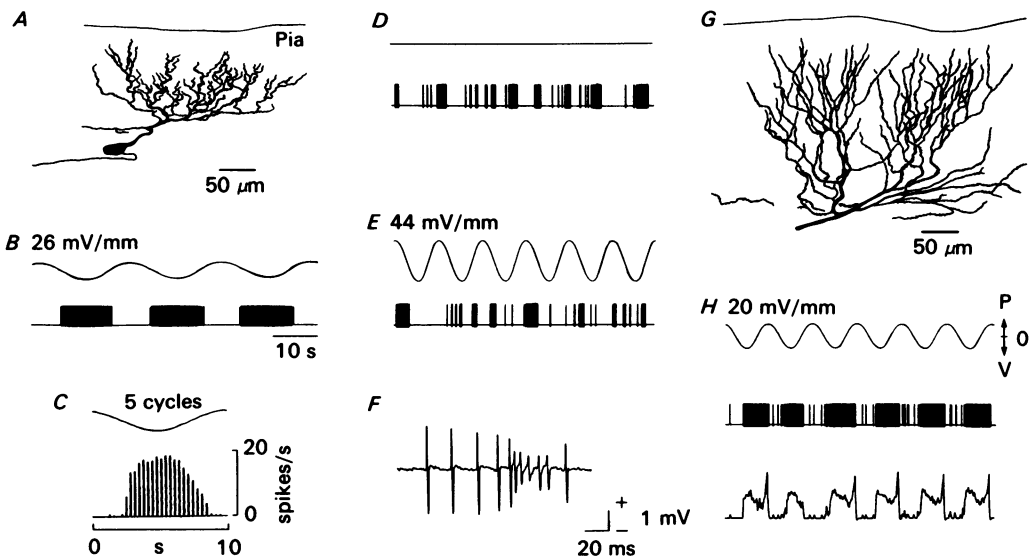 A
Pia
50 μm
B 26 mV/mm
10 s
C 5 cycles
20
0
spikes/s
0 s 10
D
E 44 mV/mm
F
+
−
1 mV
20 ms
G
50 μm
H 20 mV/mm
P
0
V